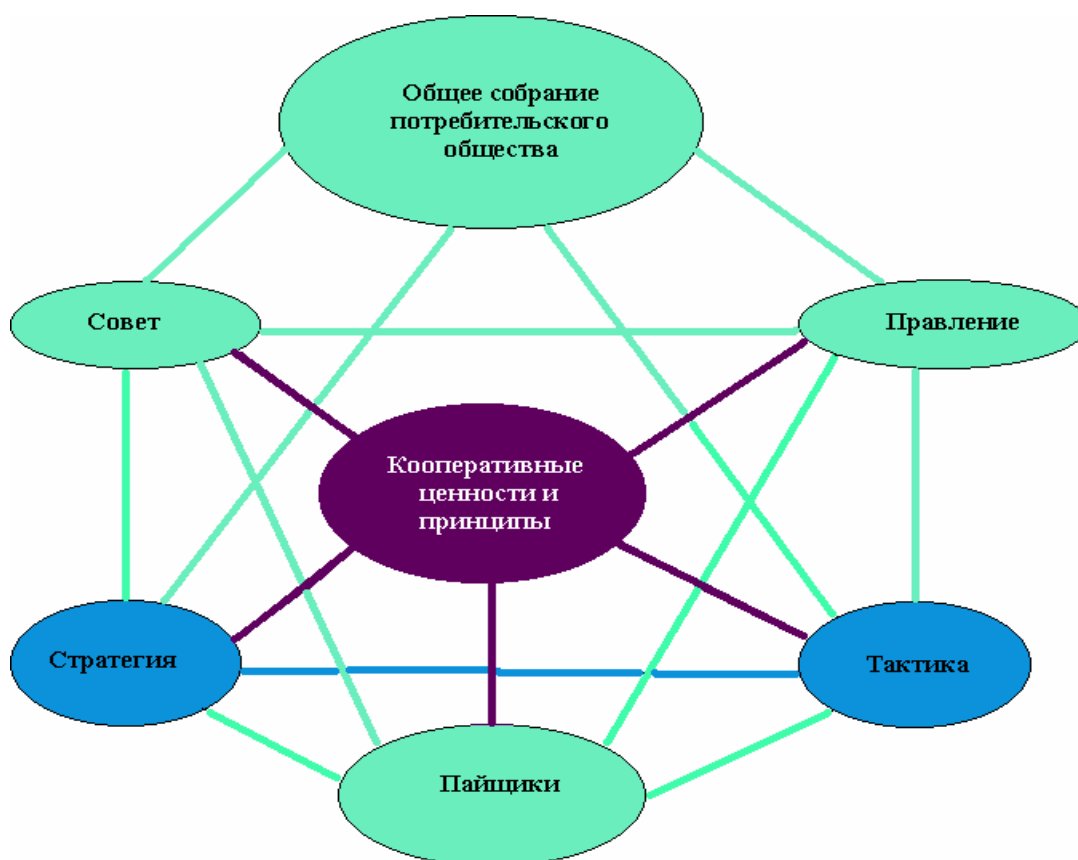 Общее собрание
потребительского
общества
Совет
Правление
Кооперативные
ценности и
принципы
Стратегия
Тактика
Пайщики